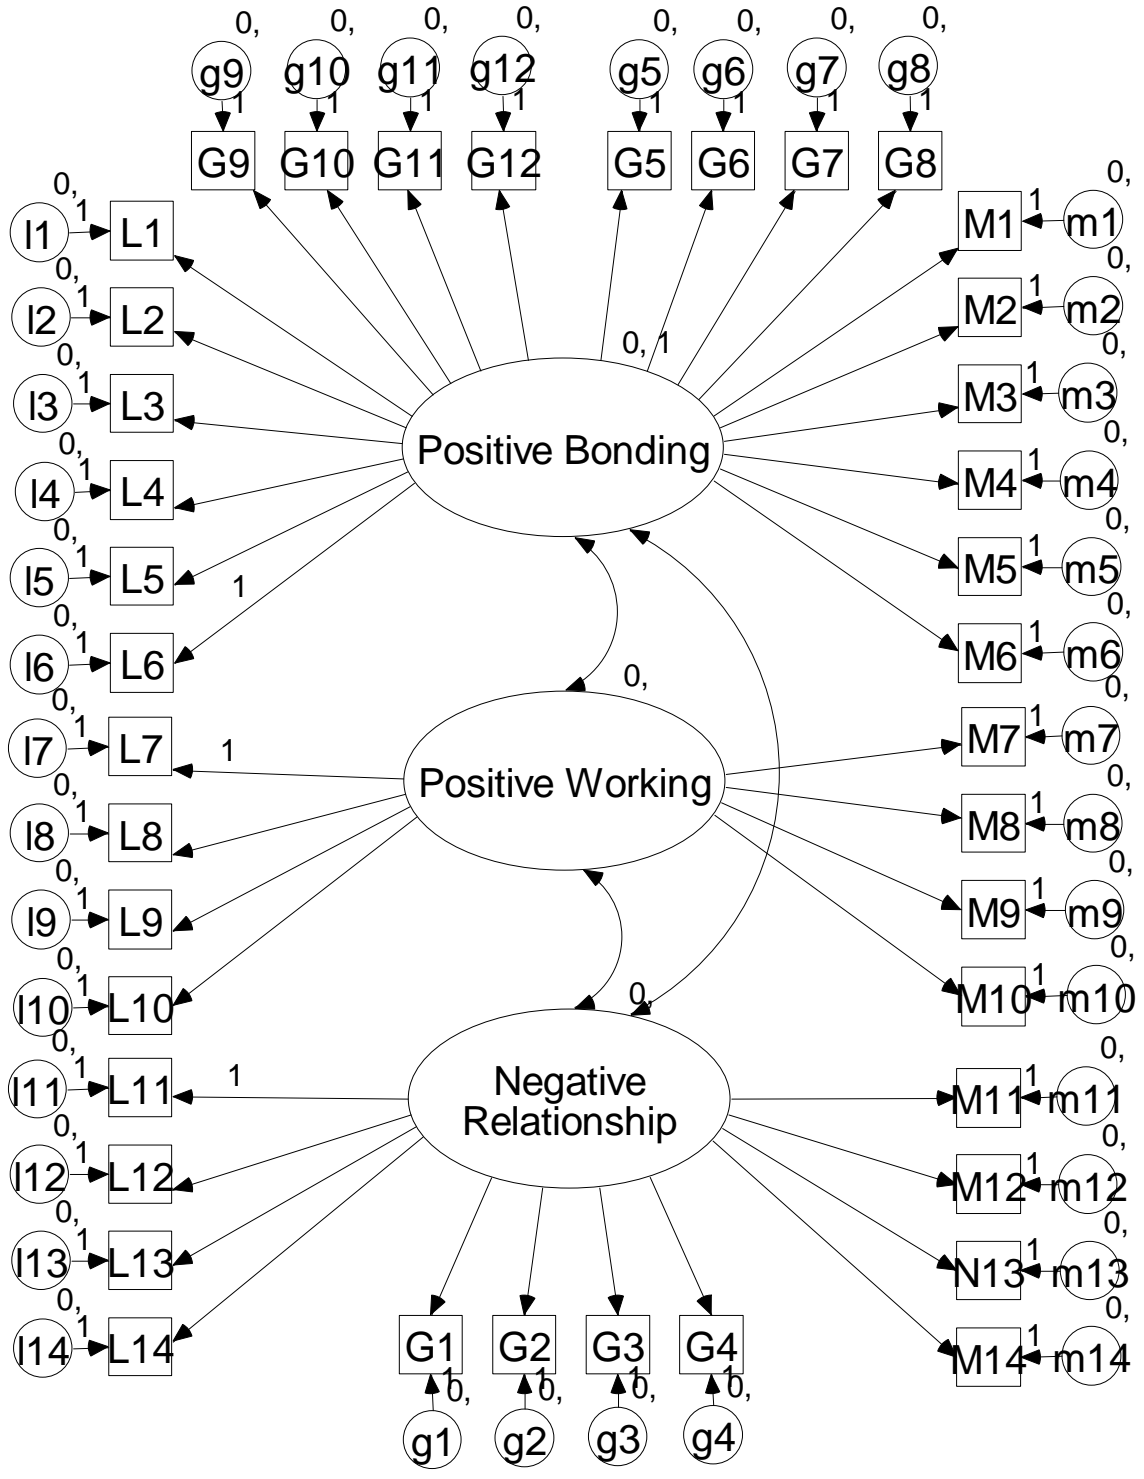 0, 0, 0, 0, 0, 0, 0, 0,
g9 g10 g11 g12 g5 g6 g7 g8
1 1 1 1 1 1 1 1
G9 G10 G11 G12 G5 G6 G7 G8
0, 0,
l1 1 L1 M1 1 m1
0, 0,
l2 1 L2 M2 1 m2
0, 0, 1 0,
l3 1 L3 M3 1 m3
0, 0,
Positive Bonding
l4 1 L4 M4 1 m4
0, 0,
l5 1 L5 M5 1 m5
1
0, 0,
l6 1 L6 M6 1 m6
0, 0, 0,
l7 1 L7 1 M7 1 m7
0, 0,
Positive Working
l8 1 L8 M8 1 m8
0, 0,
l9 1 L9 M9 1 m9
0, 0, 0,
l10 1 L10 M10 1 m10
0, 0,
l11 1 L11 1 M11 1 m11
Negative
Relationship
0, 0,
l12 1 L12 M12 1 m12
0, 0,
l13 1 L13 N13 1 m13
0, 0,
l14 1 L14 M14 1 m14
G1 G2 G3 G4
1 1 1 1
0, 0, 0, 0,
g1 g2 g3 g4